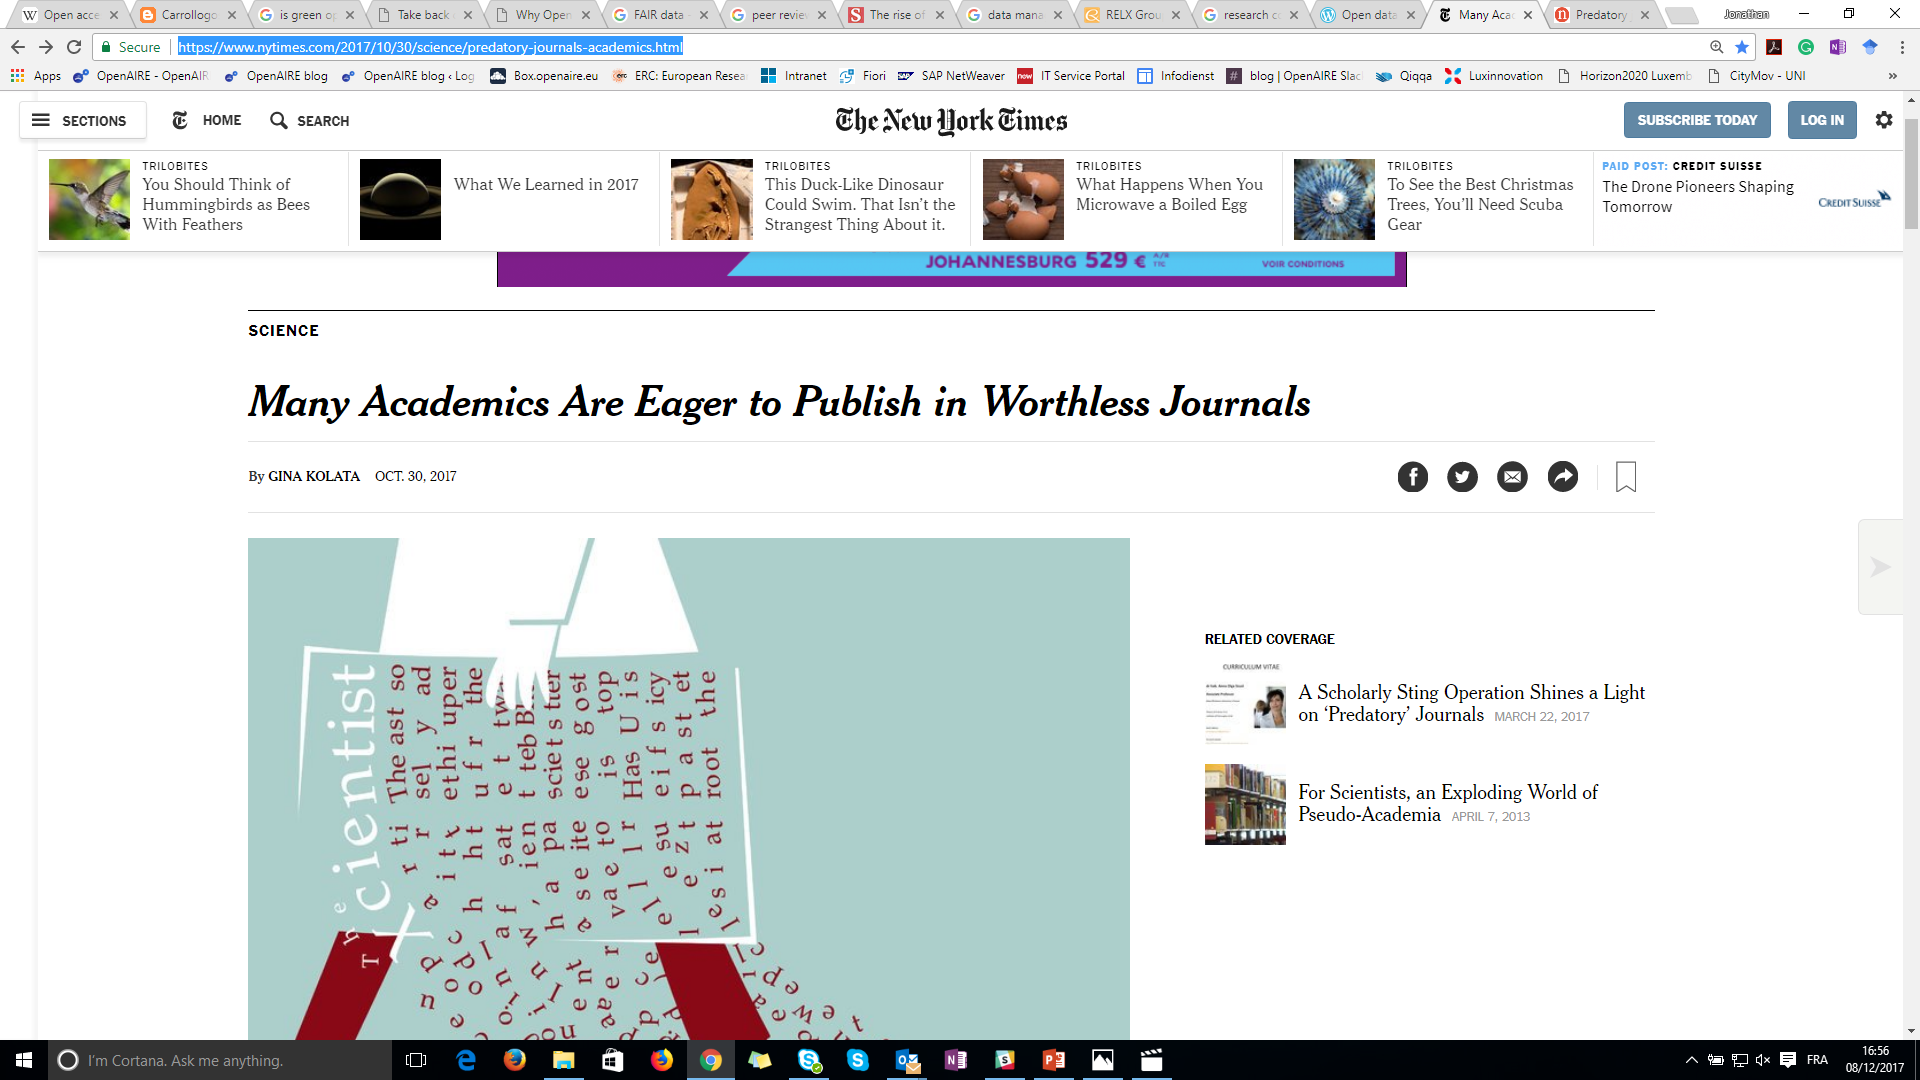 Open acce
Carrollogo
is green op
Take back
Why Open
FAIR data -
peer revie
The rise of
data mana
RELX Grou
research c
Open data
Many Aca
Predatory
Jonathan
Secure
https://www.nytimes.com/2017/10/30/science/predatory-journals-academics.html
Apps
OpenAIRE - OpenAIR
OpenAIRE blog
OpenAIRE blog ‹ Log
Box.openaire.eu
ERC: European Resea
Intranet
Fiori
SAP NetWeaver
IT Service Portal
Infodienst
blog | OpenAIRE Slac
Qiqqa
Luxinnovation
Horizon2020 Luxemb
CityMov - UNI
»
SECTIONS
HOME
SEARCH
The New York Times
SUBSCRIBE TODAY
LOG IN
TRILOBITES
You Should Think of
Hummingbirds as Bees
With Feathers
What We Learned in 2017
TRILOBITES
This Duck-Like Dinosaur
Could Swim. That Isn't the
Strangest Thing About it.
TRILOBITES
What Happens When You
Microwave a Boiled Egg
TRILOBITES
To See the Best Christmas
Trees, You'll Need Scuba
Gear
PAID POST: CREDIT SUISSE
The Drone Pioneers Shaping
Tomorrow
CREDIT SUISSE
JOHANNESBURG 529 €
VOIR CONDITIONS
SCIENCE
Many Academics Are Eager to Publish in Worthless Journals
By GINA KOLATA OCT. 30, 2017
The Scientist
RELATED COVERAGE
CURRICULUM VITAE
A Scholarly Sting Operation Shines a Light
on ‘Predatory’ Journals MARCH 22, 2017
For Scientists, an Exploding World of
Pseudo-Academia APRIL 7, 2013
I'm Cortana. Ask me anything.
FRA
16:56
08/12/2017